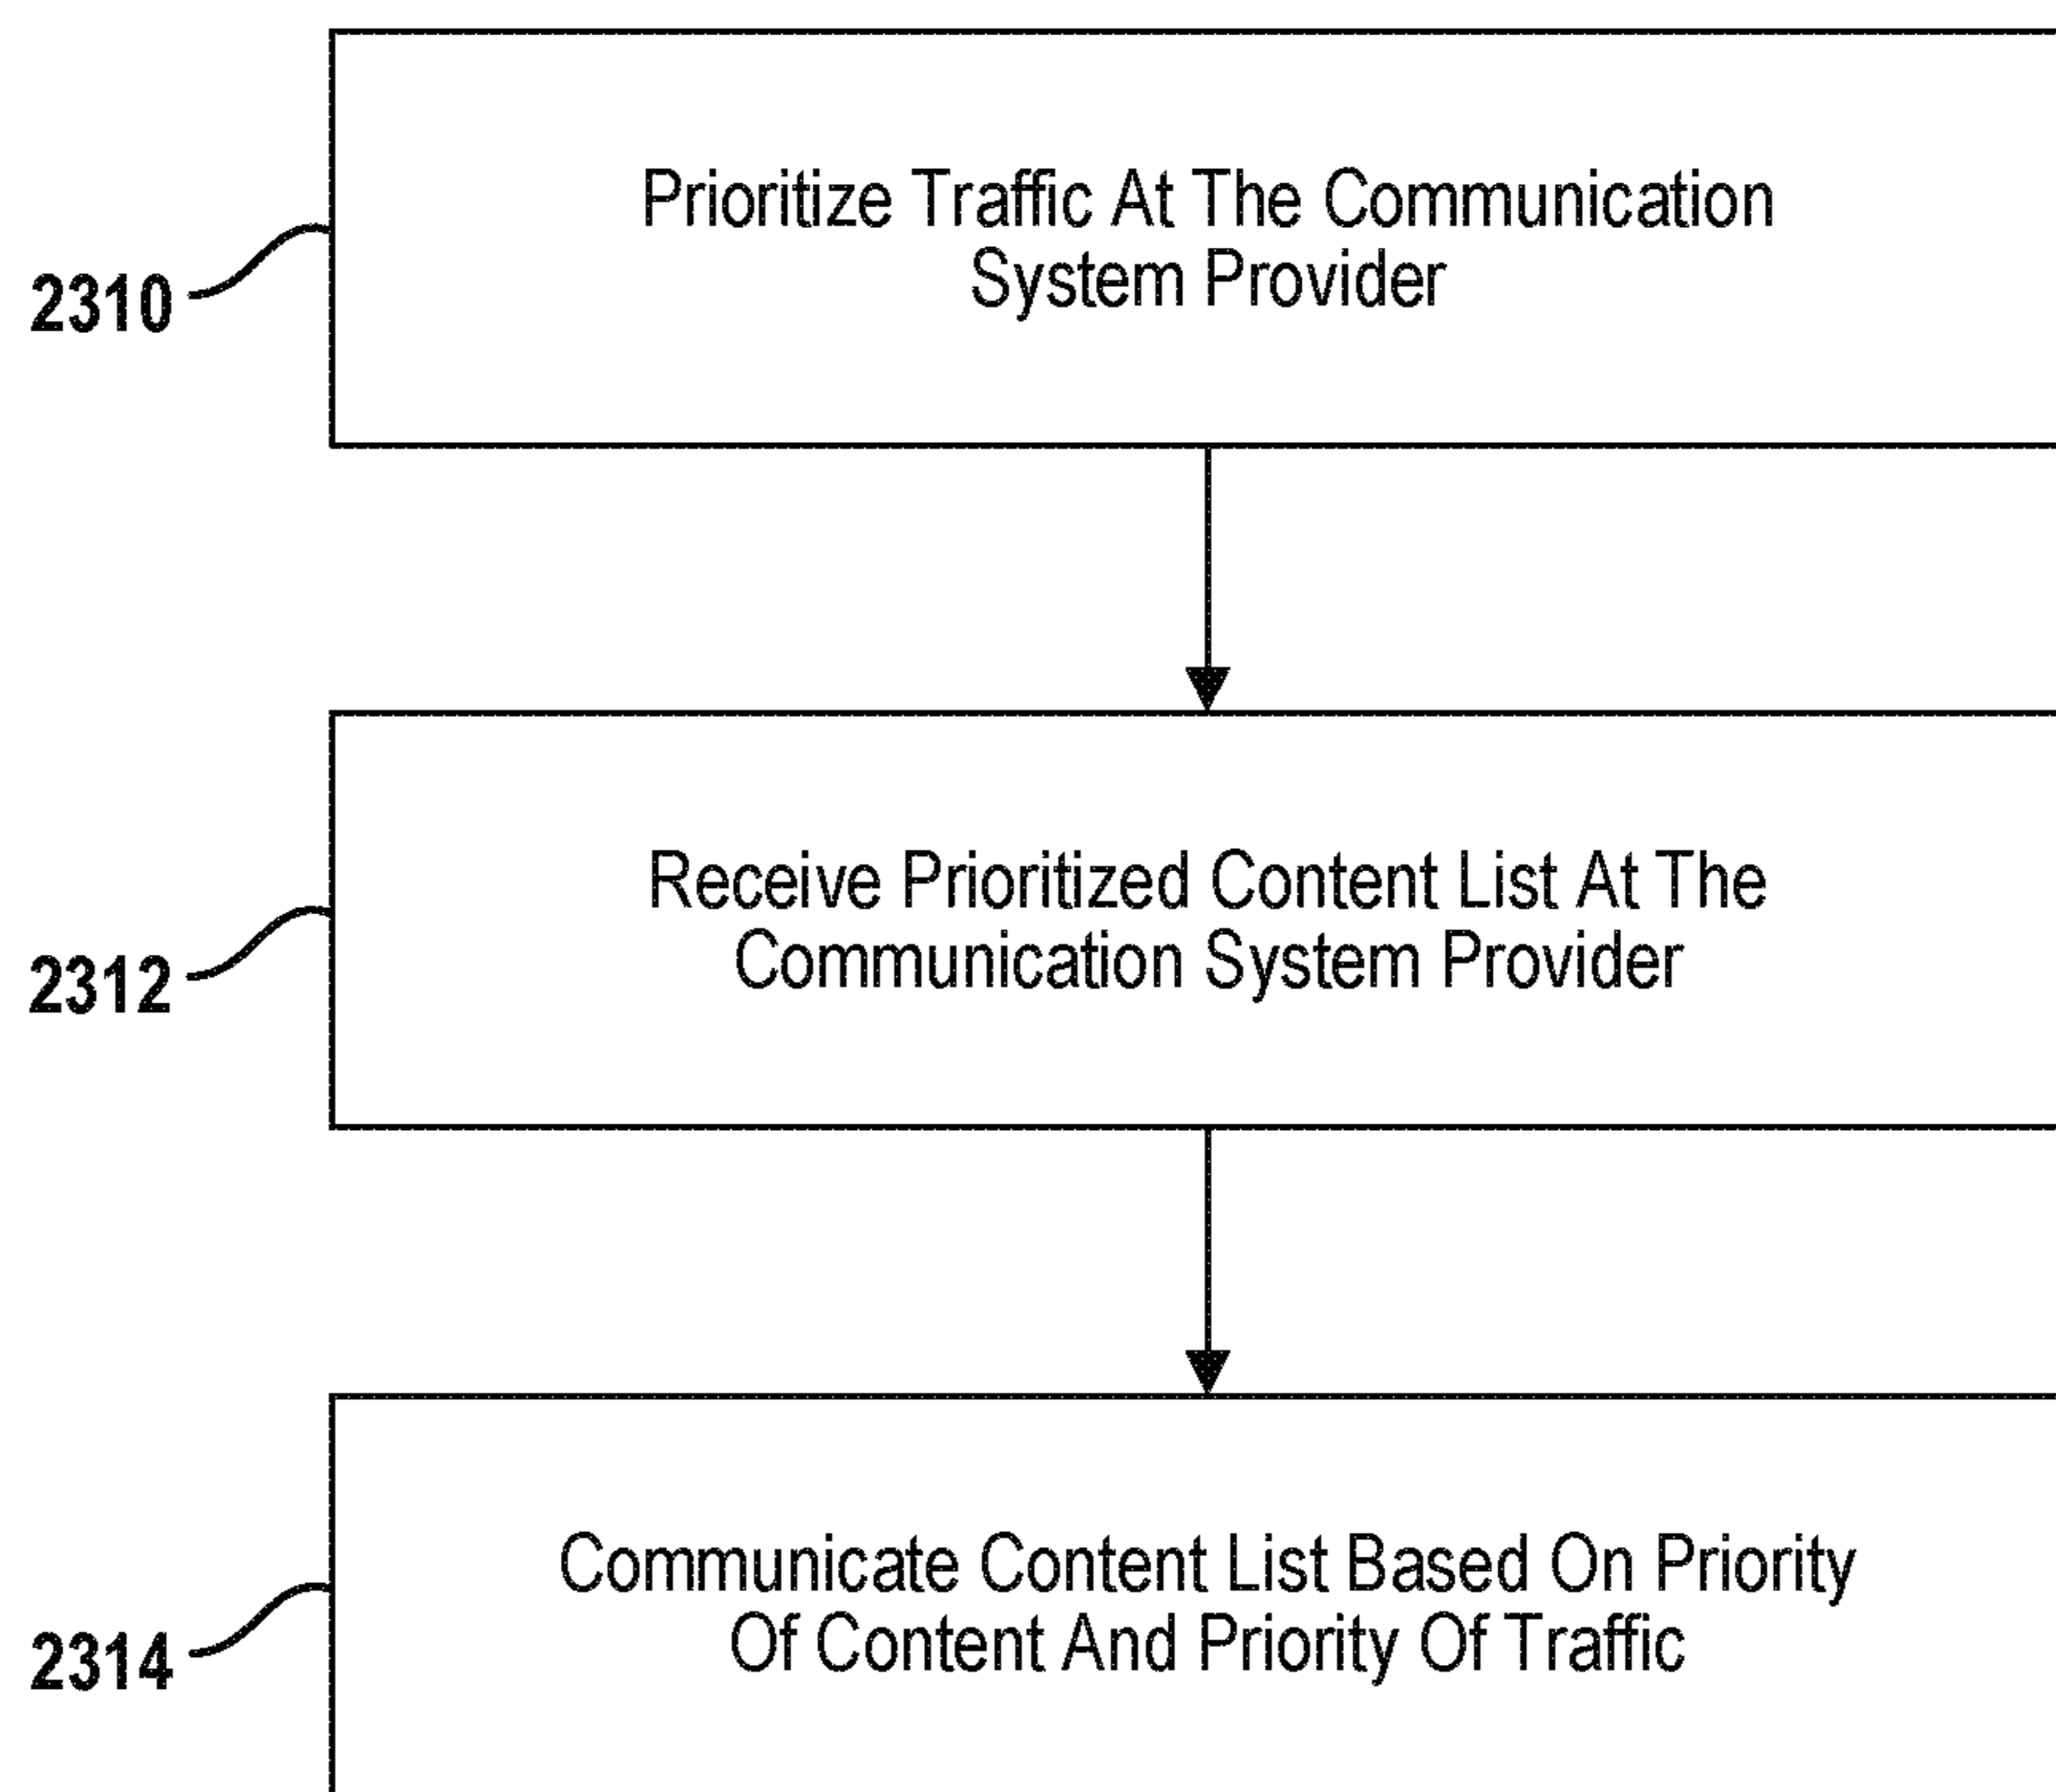 Prioritize Traffic At The Communication
System Provider
2310
Receive Prioritized Content List At The
Communication System Provider
2312
Communicate Content List Based On Priority
Of Content And Priority Of Traffic
2314